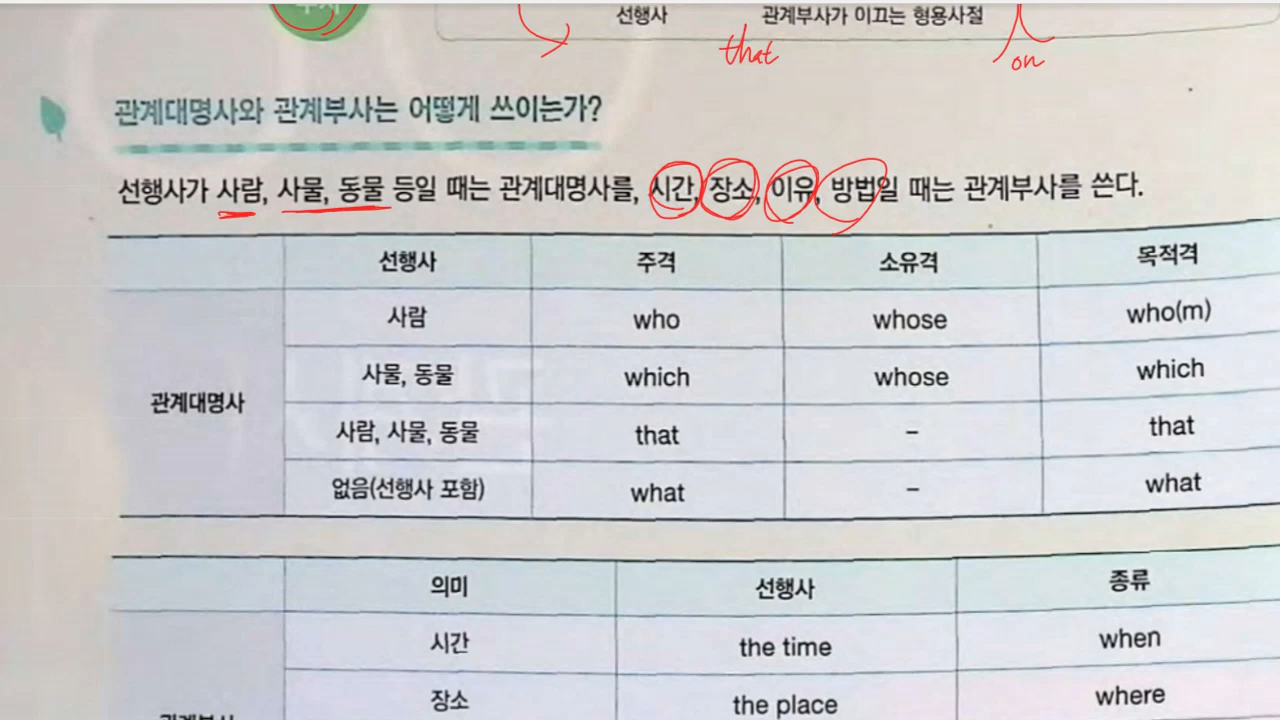 선행사 관계부사가 이끄는 형용사절
that on
관계대명사와 관계부사는 어떻게 쓰이는가?
선행사가 사람, 사물, 동물 등일 때는 관계대명사를, 시간, 장소, 이유, 방법일 때는 관계부사를 쓴다.
선행사 주격 소유격 목적격
사람 who whose who(m)
사물, 동물 which whose which
관계대명사
사람, 사물, 동물 that – that
없음(선행사 포함) what – what
의미 선행사 종류
시간 the time when
장소 the place where